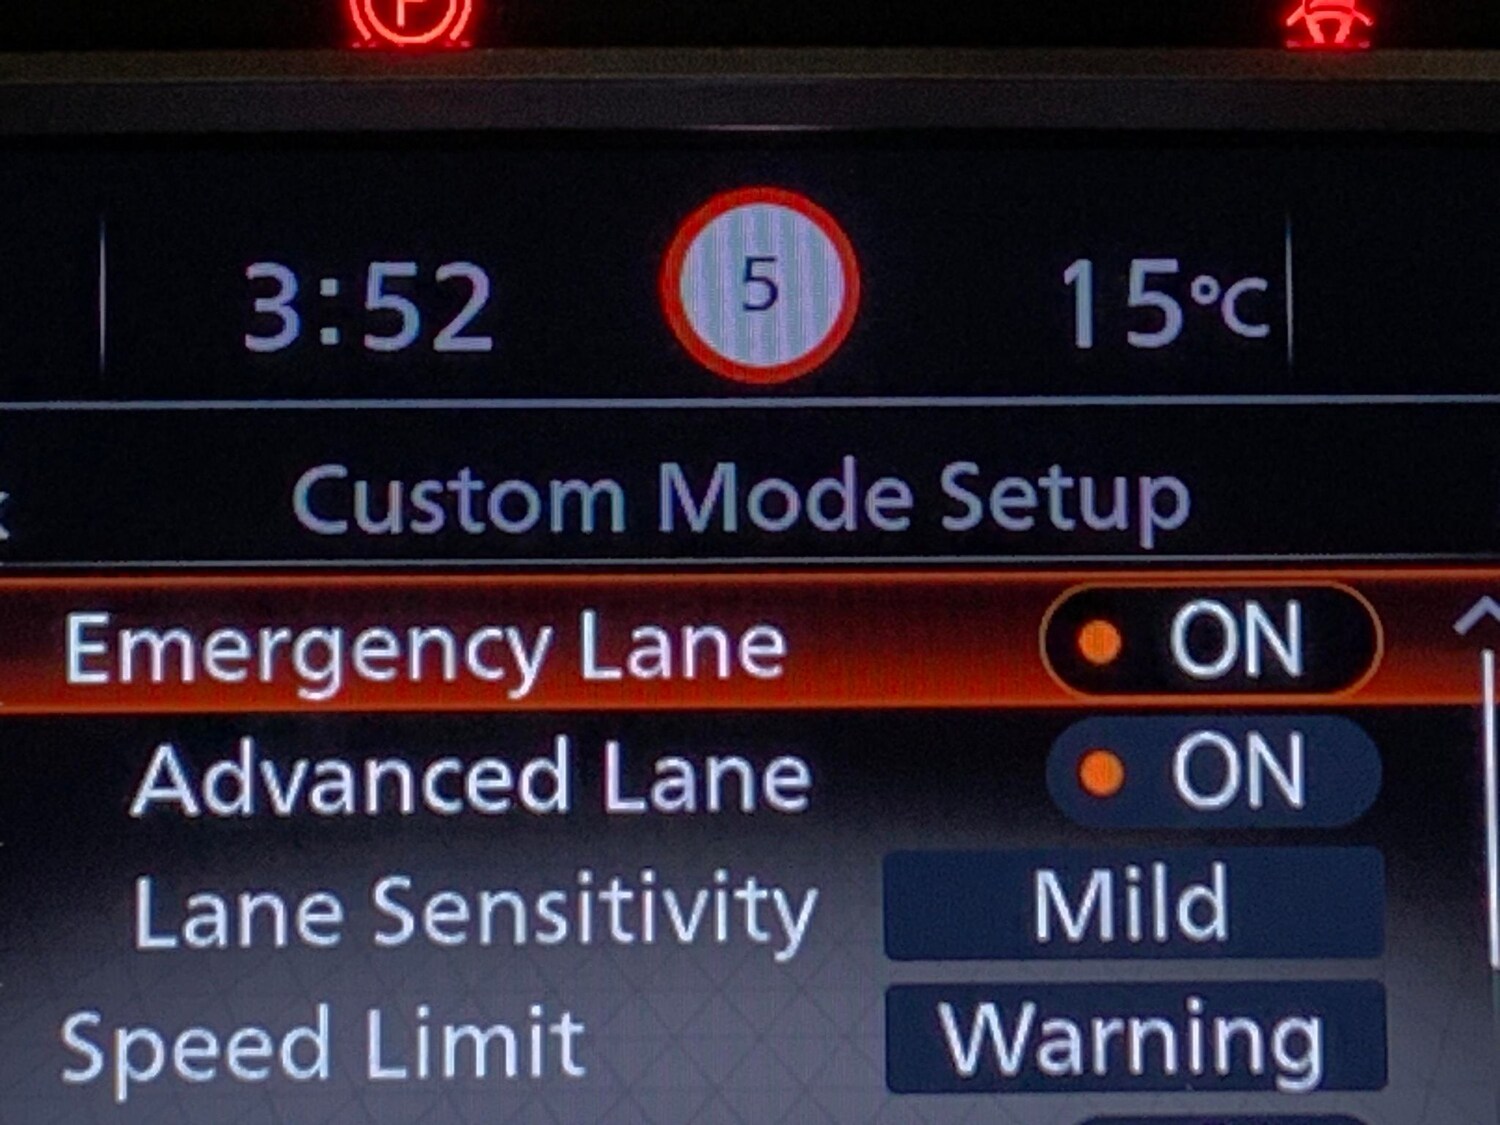 3:52 5 15°C
Custom Mode Setup
Emergency Lane ON
Advanced Lane ON
Lane Sensitivity Mild
Speed Limit Warning